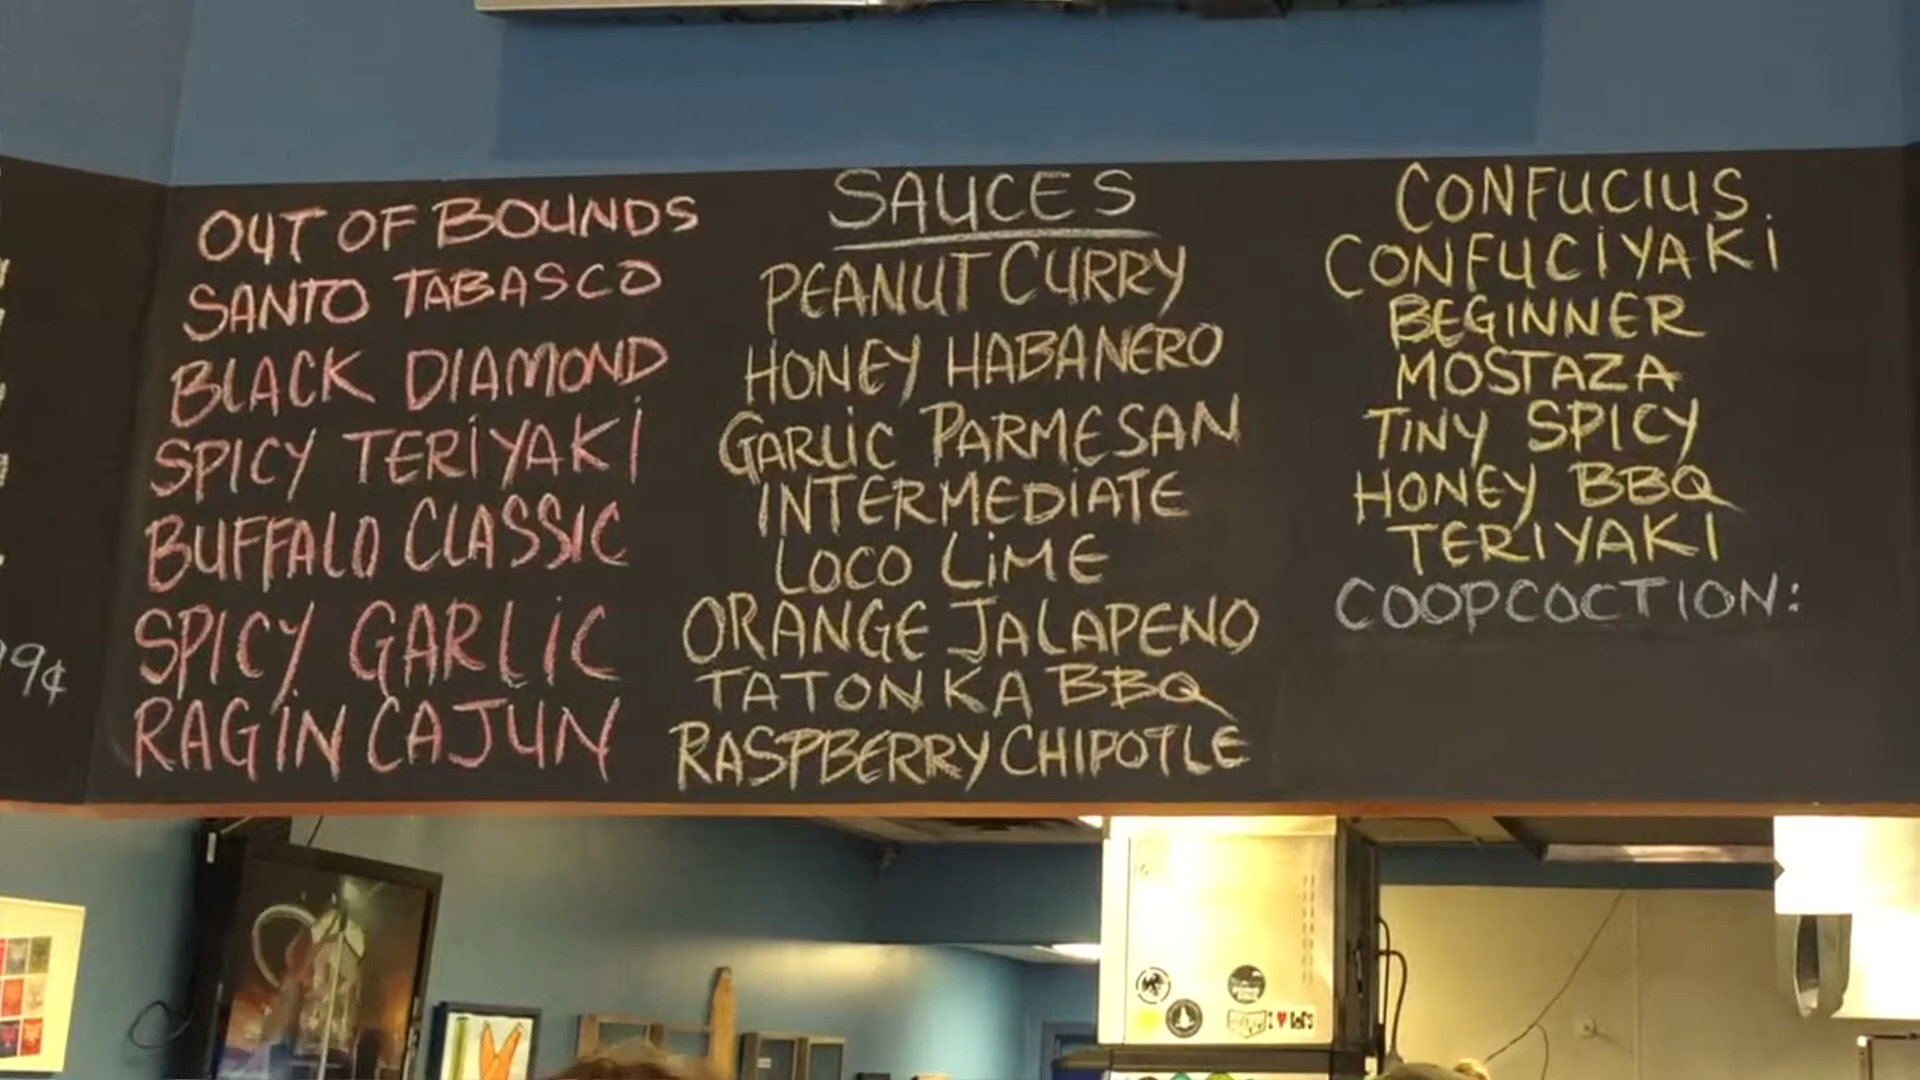 OUT OF BOUNDS
SANTO TABASCO
BLACK DIAMOND
SPICY TERIYAKI
BUFFALO CLASSIC
SPICY GARLIC
RAGIN CAJUN
SAUCES
PEANUT CURRY
HONEY HABANERO
GARLIC PARMESAN
INTERMEDIATE
LOCO LIME
ORANGE JALAPENO
TATONKA BBQ
RASPBERRY CHIPOTLE
CONFUCIUS
CONFUCIYAKI
BEGINNER
MOSTAZA
TINY SPICY
HONEY BBQ
TERIYAKI
COOPCOCTION:
99¢